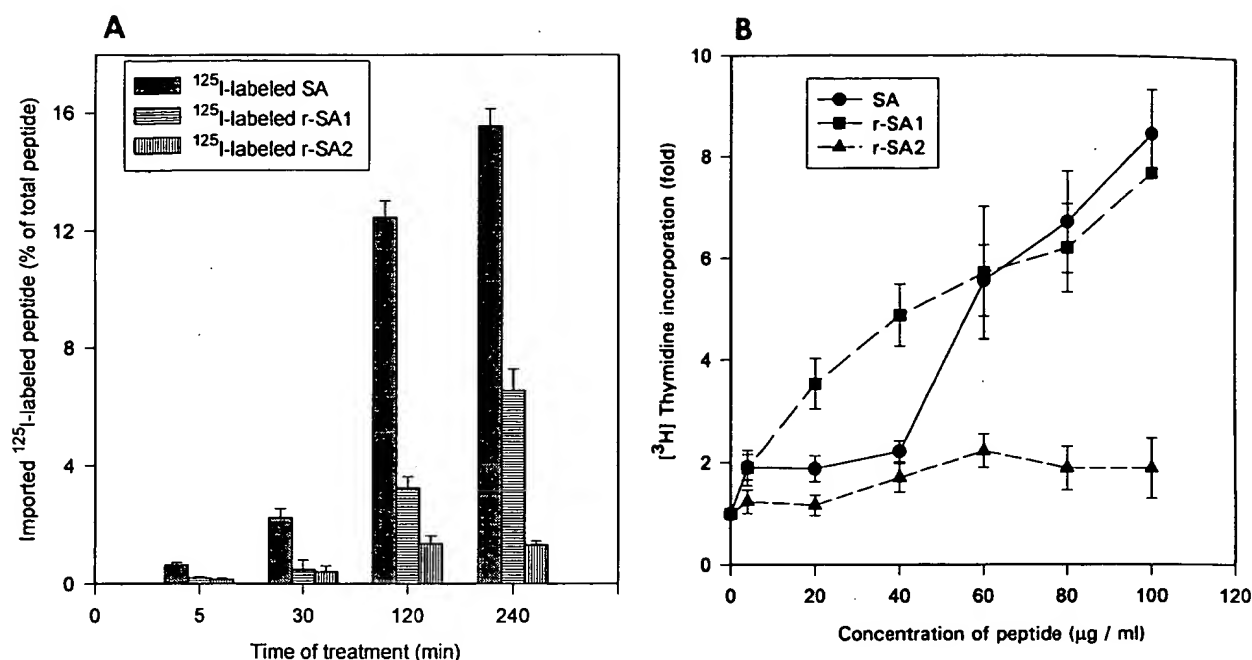 A
¹²⁵I-labeled SA
¹²⁵I-labeled r-SA1
¹²⁵I-labeled r-SA2
Imported ¹²⁵I-labeled peptide (% of total peptide)
16
12
8
4
0
0 5 30 120 240
Time of treatment (min)
B
SA
r-SA1
r-SA2
[³H] Thymidine incorporation (fold)
10
8
6
4
2
0
0 20 40 60 80 100 120
Concentration of peptide (μg / ml)